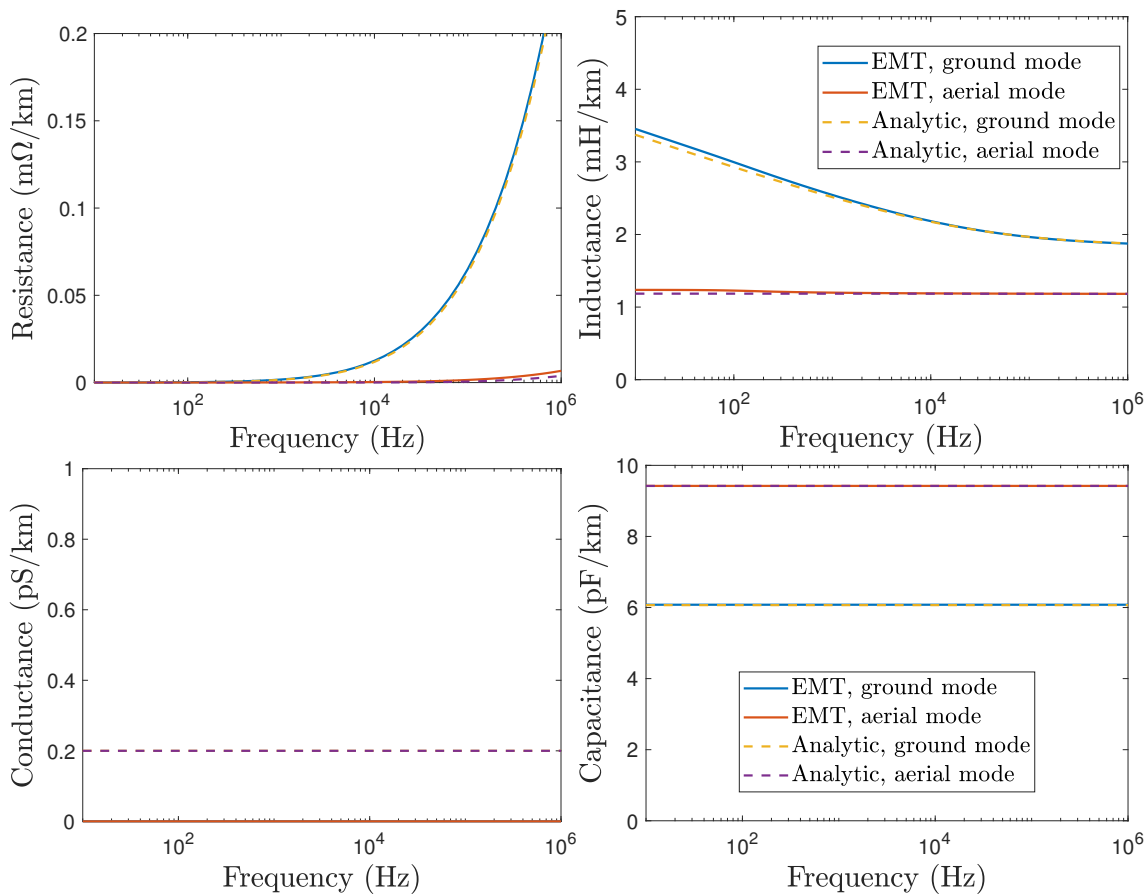 0.2
0.15
0.1
0.05
0
Resistance (mΩ/km)
10^2
10^4
10^6
Frequency (Hz)
5
4
3
2
1
0
Inductance (mH/km)
EMT, ground mode
EMT, aerial mode
Analytic, ground mode
Analytic, aerial mode
10^2
10^4
10^6
Frequency (Hz)
1
0.8
0.6
0.4
0.2
0
Conductance (pS/km)
10^2
10^4
10^6
Frequency (Hz)
10
8
6
4
2
0
Capacitance (pF/km)
EMT, ground mode
EMT, aerial mode
Analytic, ground mode
Analytic, aerial mode
10^2
10^4
10^6
Frequency (Hz)